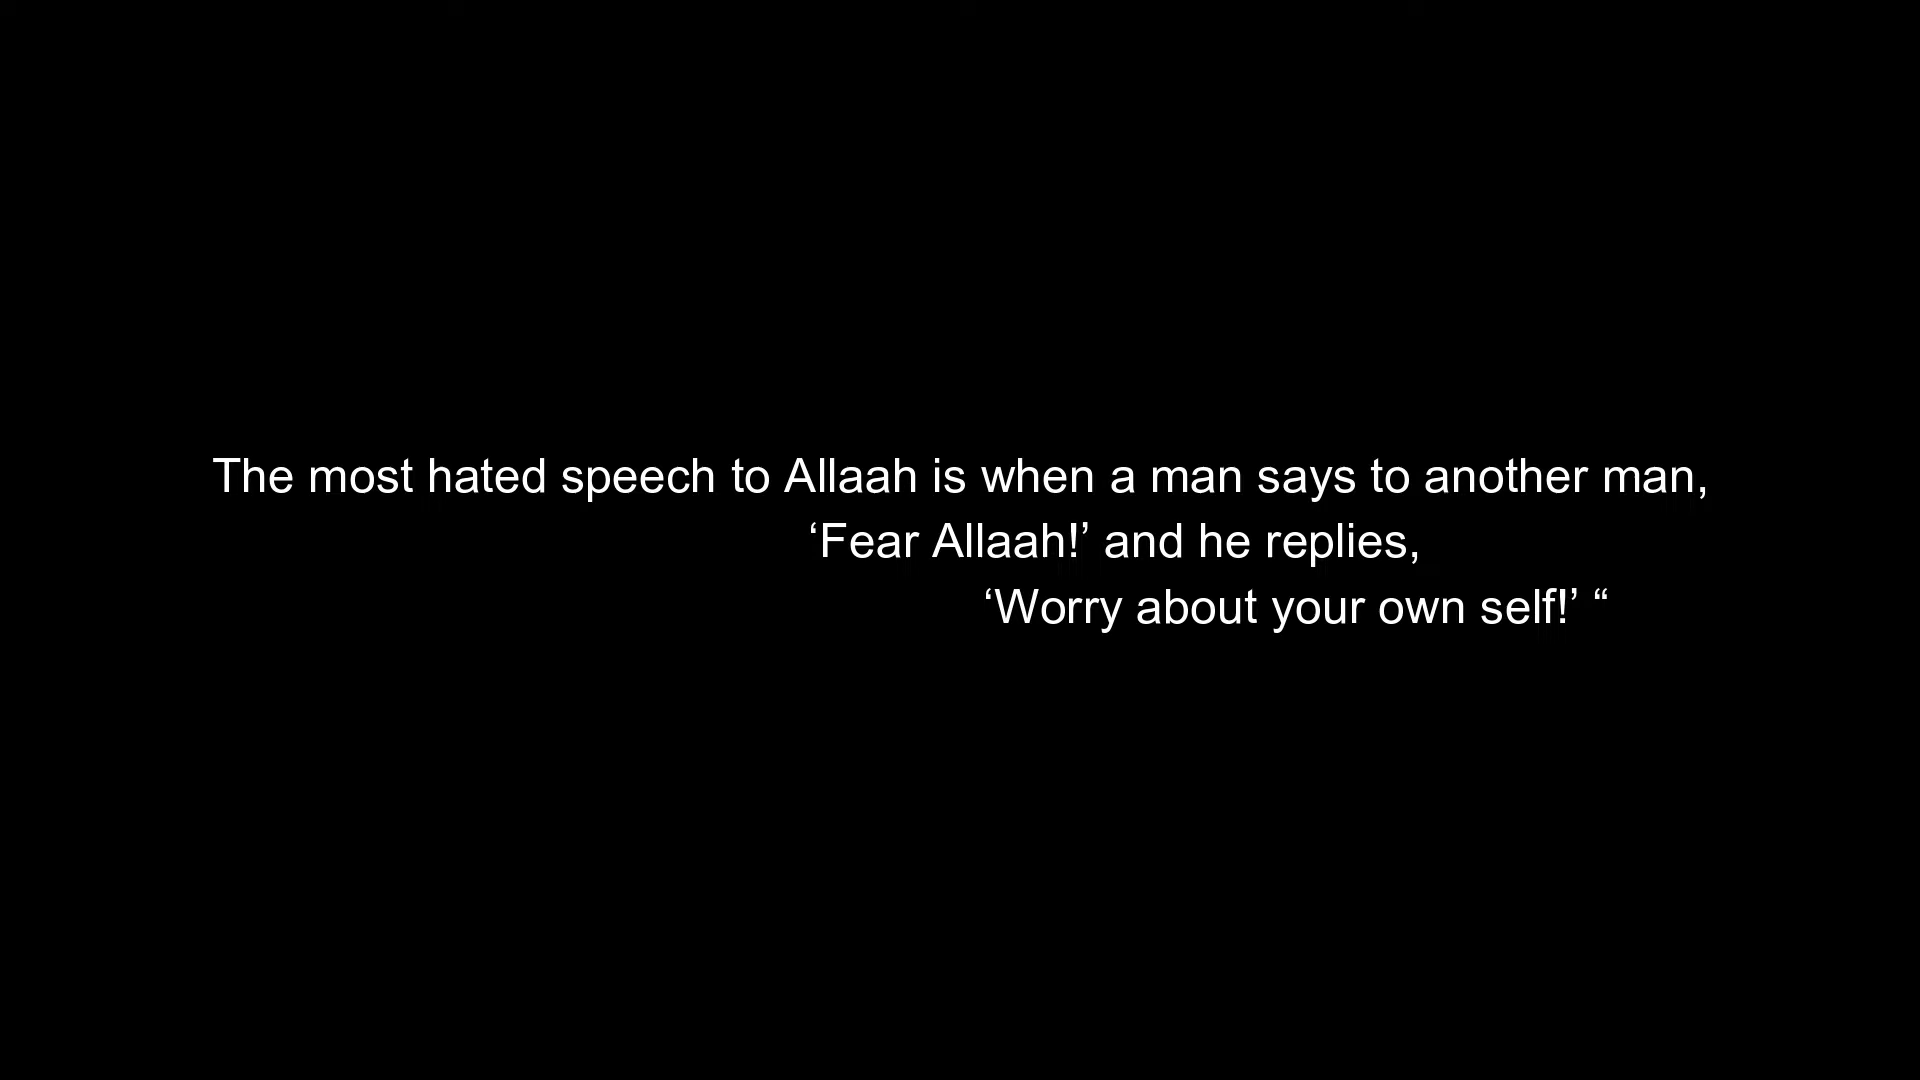 The most hated speech to Allaah is when a man says to another man,
‘Fear Allaah!’ and he replies,
‘Worry about your own self!’ “